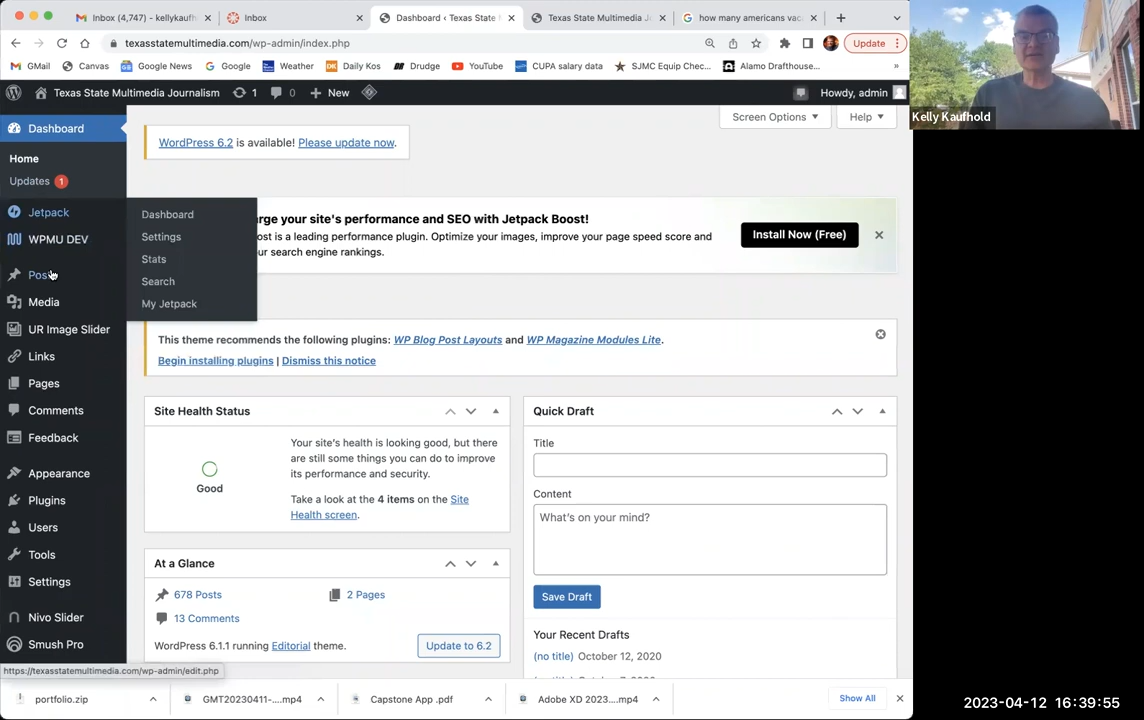 Inbox (4,747) - kellykaufh
Inbox
Dashboard ‹ Texas State
Texas State Multimedia Jo
how many americans vac
texasstatemultimedia.com/wp-admin/index.php
Update
GMail
Canvas
Google News
Google
Weather
Daily Kos
Drudge
YouTube
CUPA salary data
SJMC Equip Chec...
Alamo Drafthouse...
»
Texas State Multimedia Journalism
1
0
New
Howdy, admin
Kelly Kaufhold
Dashboard
Home
Updates 1
Jetpack
WPMU DEV
Posts
Media
UR Image Slider
Links
Pages
Comments
Feedback
Appearance
Plugins
Users
Tools
Settings
Nivo Slider
Smush Pro
https://texasstatemultimedia.com/wp-admin/edit.php
Dashboard
Settings
Stats
Search
My Jetpack
Screen Options
Help
WordPress 6.2 is available! Please update now.
rge your site's performance and SEO with Jetpack Boost!
ost is a leading performance plugin. Optimize your images, improve your page speed score and
ur search engine rankings.
Install Now (Free)
This theme recommends the following plugins: WP Blog Post Layouts and WP Magazine Modules Lite.
Begin installing plugins | Dismiss this notice
Site Health Status
Good
Your site's health is looking good, but there
are still some things you can do to improve
its performance and security.
Take a look at the 4 items on the Site
Health screen.
At a Glance
678 Posts
2 Pages
13 Comments
WordPress 6.1.1 running Editorial theme.
Update to 6.2
Quick Draft
Title
Content
What's on your mind?
Save Draft
Your Recent Drafts
(no title) October 12, 2020
portfolio.zip
GMT20230411-....mp4
Capstone App .pdf
Adobe XD 2023....mp4
Show All
2023-04-12 16:39:55